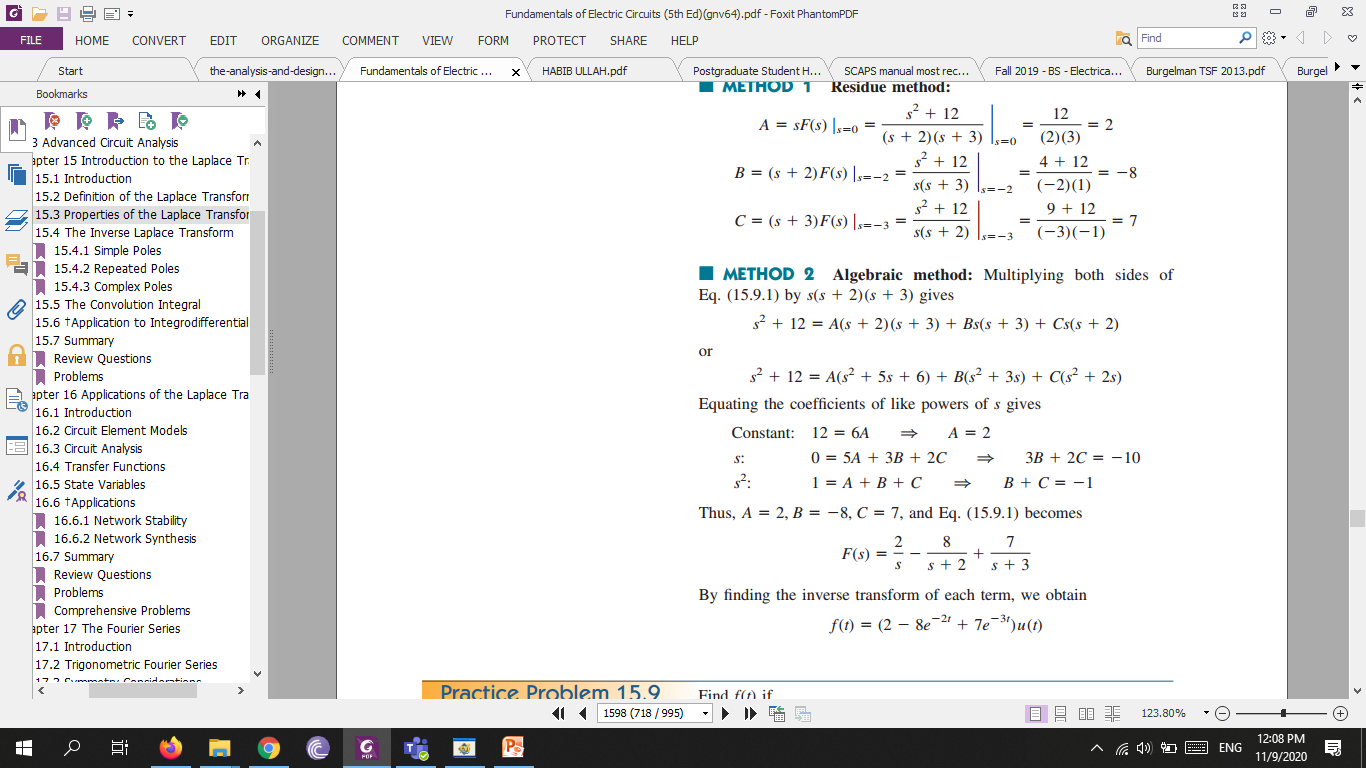 Fundamentals of Electric Circuits (5th Ed)(gnv64).pdf - Foxit PhantomPDF
FILE HOME CONVERT EDIT ORGANIZE COMMENT VIEW FORM PROTECT SHARE HELP
Find
Start
the-analysis-and-design...
Fundamentals of Electric ...
HABIB ULLAH.pdf
Postgraduate Student H...
SCAPS manual most rec...
Fall 2019 - BS - Electrica...
Burgelman TSF 2013.pdf
Burgel
Bookmarks
3 Advanced Circuit Analysis
apter 15 Introduction to the Laplace Tr
15.1 Introduction
15.2 Definition of the Laplace Transfor
15.3 Properties of the Laplace Transfo
15.4 The Inverse Laplace Transform
15.4.1 Simple Poles
15.4.2 Repeated Poles
15.4.3 Complex Poles
15.5 The Convolution Integral
15.6 †Application to Integrodifferential
15.7 Summary
Review Questions
Problems
apter 16 Applications of the Laplace Tra
16.1 Introduction
16.2 Circuit Element Models
16.3 Circuit Analysis
16.4 Transfer Functions
16.5 State Variables
16.6 †Applications
16.6.1 Network Stability
16.6.2 Network Synthesis
16.7 Summary
Review Questions
Problems
Comprehensive Problems
apter 17 The Fourier Series
17.1 Introduction
17.2 Trigonometric Fourier Series
17.3 Symmetry Considerations
METHOD 1 Residue method:
A = sF(s) |s=0 = (s² + 12)/((s + 2)(s + 3)) |s=0 = 12/((2)(3)) = 2
B = (s + 2)F(s) |s=−2 = (s² + 12)/(s(s + 3)) |s=−2 = (4 + 12)/((−2)(1)) = −8
C = (s + 3)F(s) |s=−3 = (s² + 12)/(s(s + 2)) |s=−3 = (9 + 12)/((−3)(−1)) = 7
METHOD 2 Algebraic method: Multiplying both sides of
Eq. (15.9.1) by s(s + 2)(s + 3) gives
s² + 12 = A(s + 2)(s + 3) + Bs(s + 3) + Cs(s + 2)
or
s² + 12 = A(s² + 5s + 6) + B(s² + 3s) + C(s² + 2s)
Equating the coefficients of like powers of s gives
Constant: 12 = 6A ⇒ A = 2
s: 0 = 5A + 3B + 2C ⇒ 3B + 2C = −10
s²: 1 = A + B + C ⇒ B + C = −1
Thus, A = 2, B = −8, C = 7, and Eq. (15.9.1) becomes
F(s) = 2/s − 8/(s + 2) + 7/(s + 3)
By finding the inverse transform of each term, we obtain
f(t) = (2 − 8e⁻²ᵗ + 7e⁻³ᵗ)u(t)
Practice Problem 15.9
Find f(t) if
1598 (718 / 995)
123.80%
ENG
12:08 PM
11/9/2020